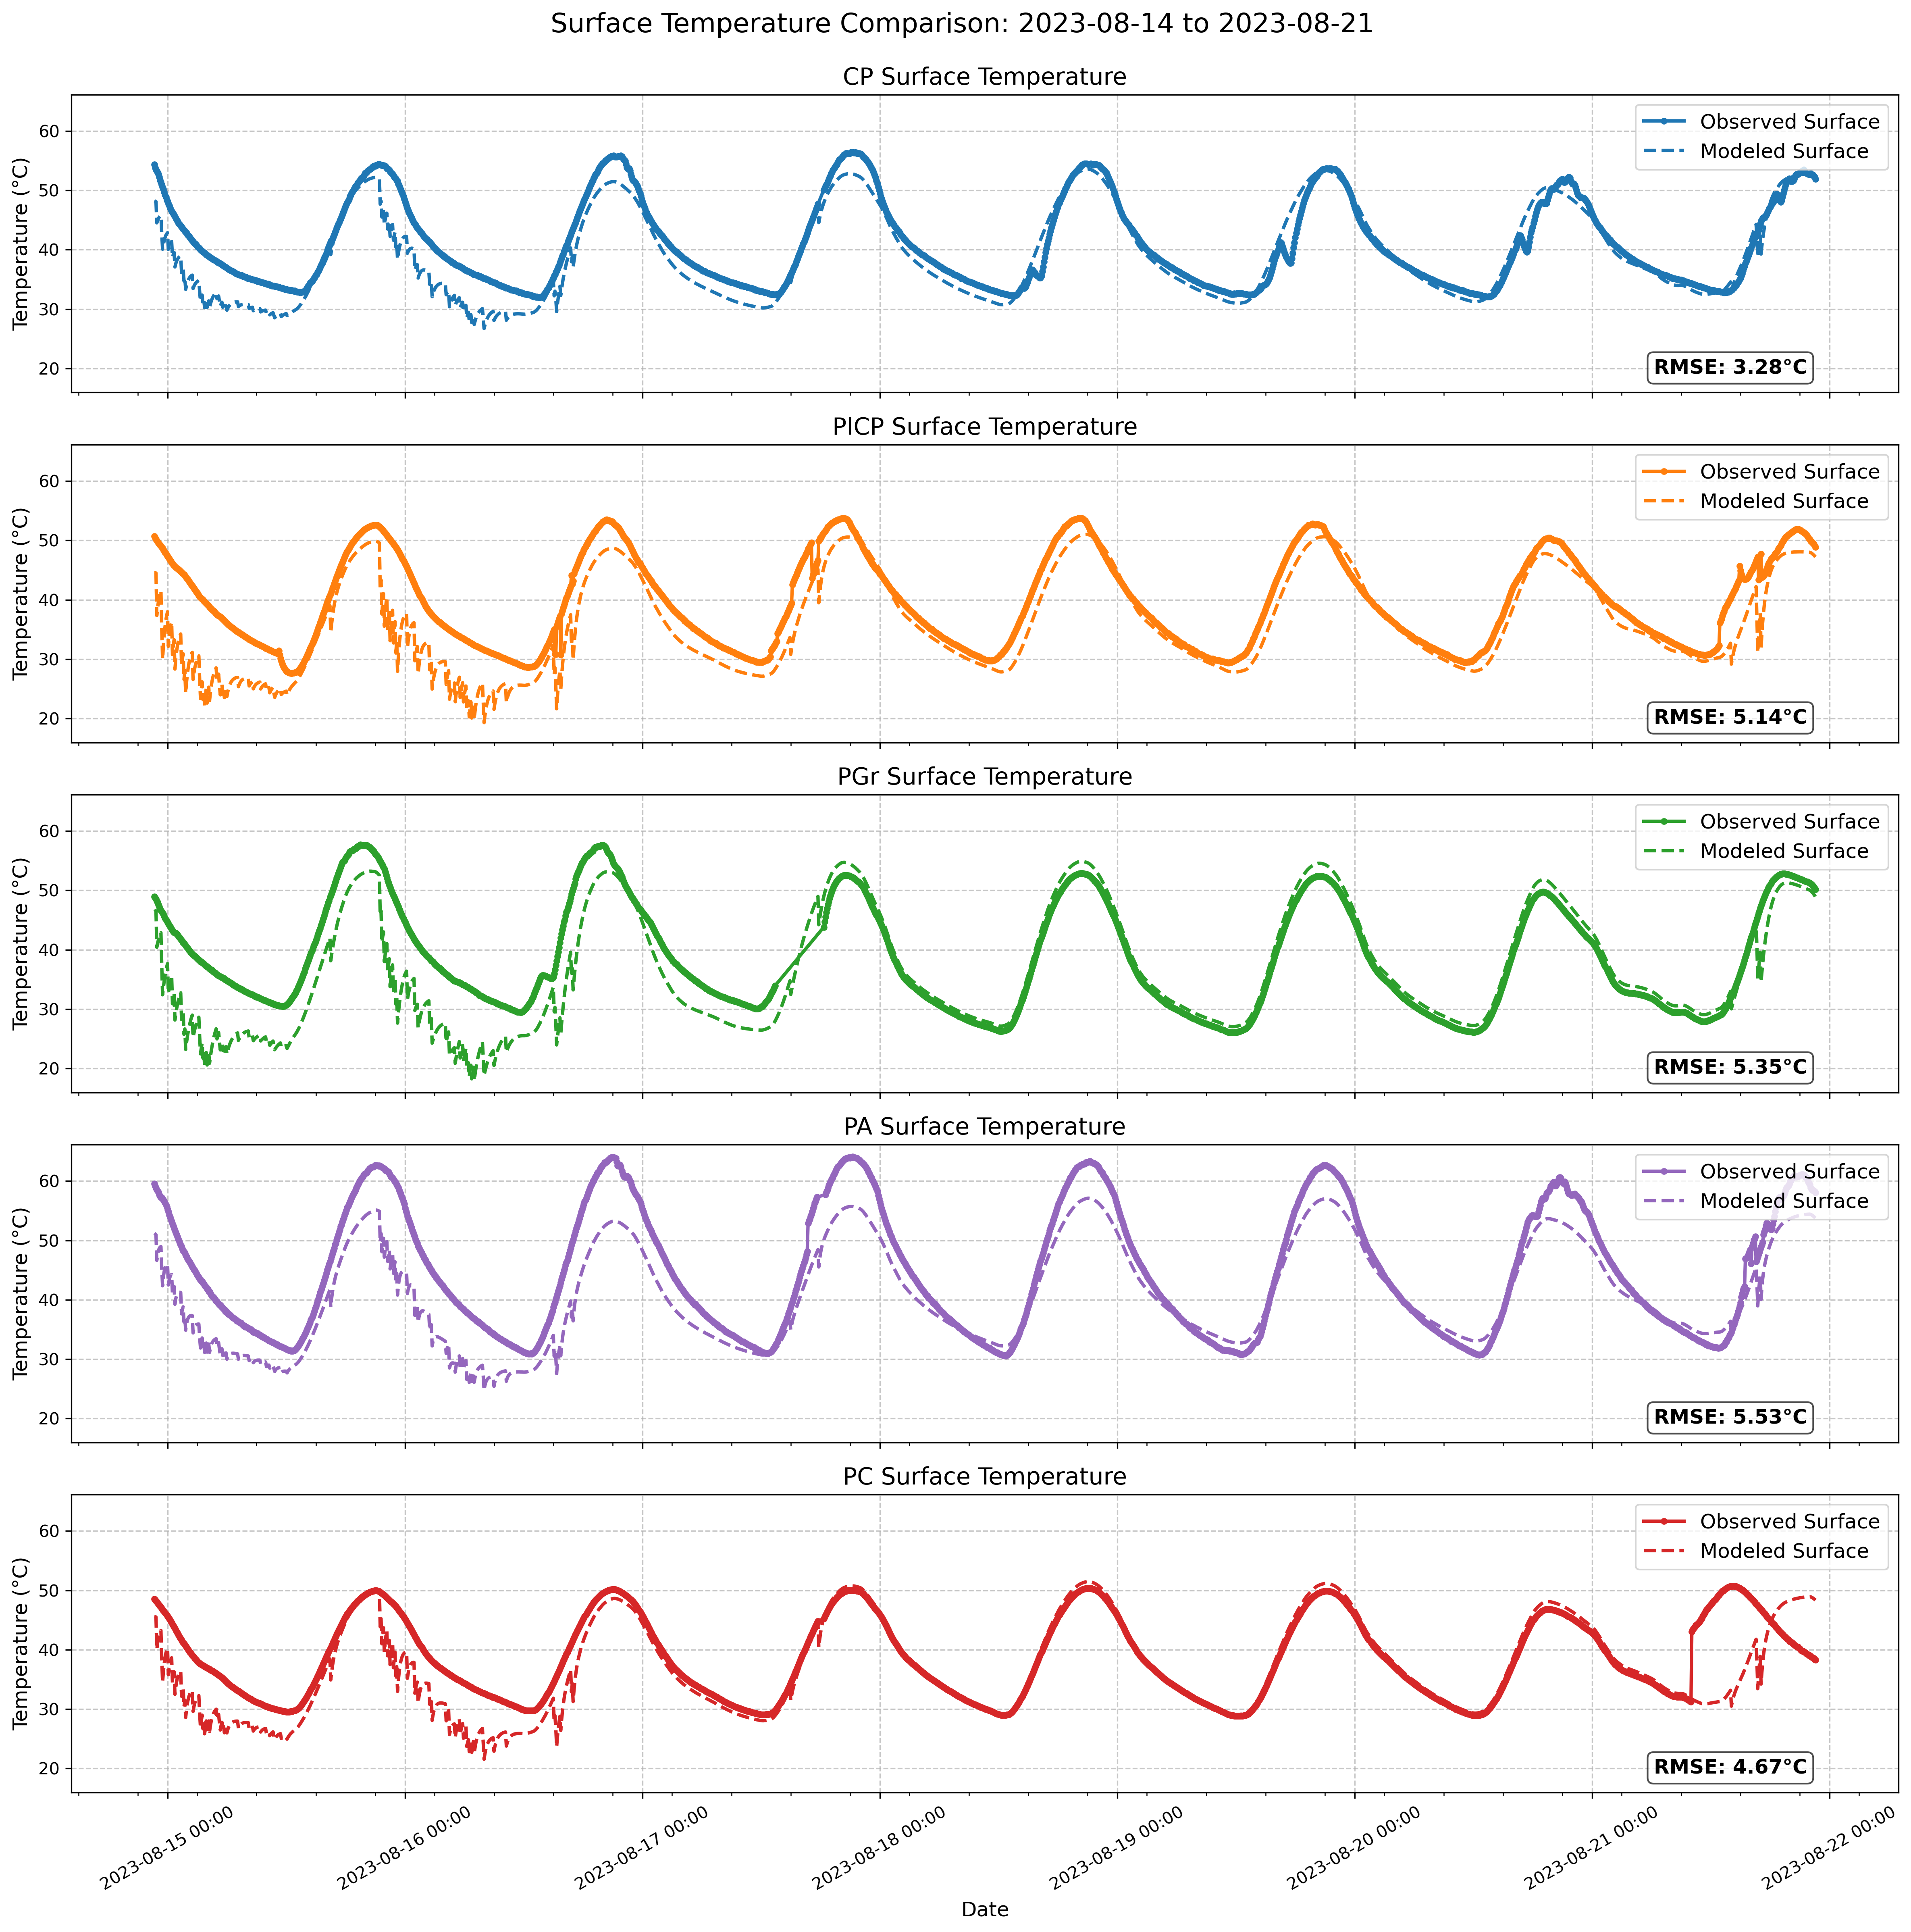 Surface Temperature Comparison: 2023-08-14 to 2023-08-21
CP Surface Temperature
Temperature (°C)
60
50
40
30
20
Observed Surface
Modeled Surface
RMSE: 3.28°C
PICP Surface Temperature
Temperature (°C)
60
50
40
30
20
Observed Surface
Modeled Surface
RMSE: 5.14°C
PGr Surface Temperature
Temperature (°C)
60
50
40
30
20
Observed Surface
Modeled Surface
RMSE: 5.35°C
PA Surface Temperature
Temperature (°C)
60
50
40
30
20
Observed Surface
Modeled Surface
RMSE: 5.53°C
PC Surface Temperature
Temperature (°C)
60
50
40
30
20
Observed Surface
Modeled Surface
RMSE: 4.67°C
2023-08-15 00:00
2023-08-16 00:00
2023-08-17 00:00
2023-08-18 00:00
2023-08-19 00:00
2023-08-20 00:00
2023-08-21 00:00
2023-08-22 00:00
Date